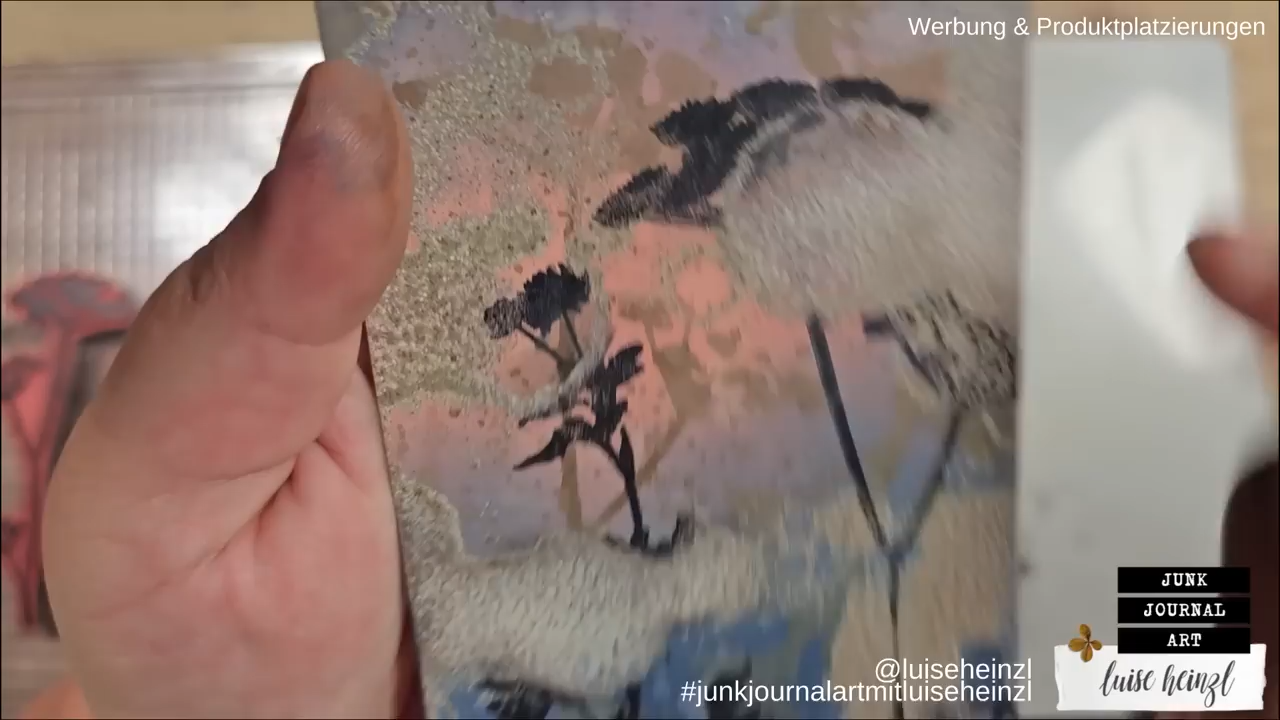 Werbung & Produktplatzierungen
JUNK
JOURNAL
ART
luise heinzl
@luiseheinzl
#junkjournalartmitluiseheinzl